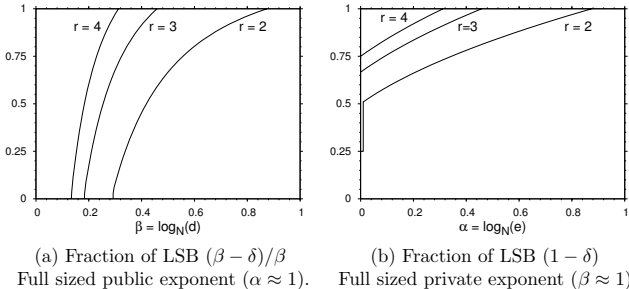 1
0.75
0.5
0.25
0
0 0.2 0.4 0.6 0.8 1
r = 4
r = 3
r = 2
β = log_N(d)
1
0.75
0.5
0.25
0
0 0.2 0.4 0.6 0.8 1
r = 4
r=3
r = 2
α = log_N(e)
(a) Fraction of LSB (β − δ)/β
Full sized public exponent (α ≈ 1).
(b) Fraction of LSB (1 − δ)
Full sized private exponent (β ≈ 1)